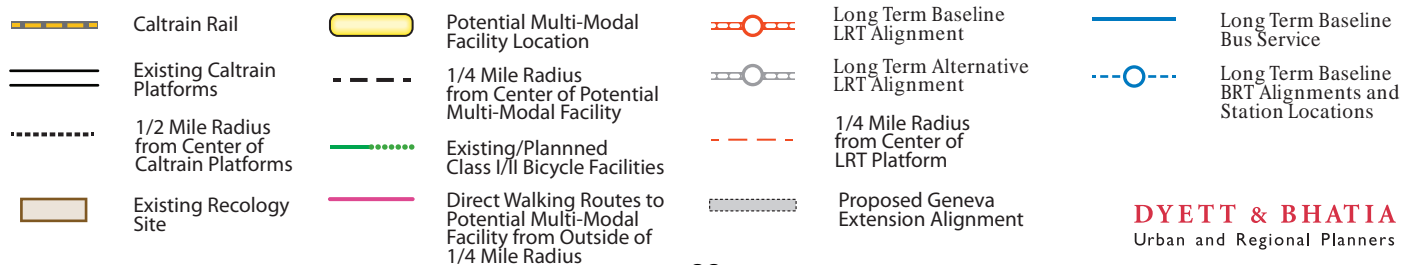 Caltrain Rail
Existing Caltrain
Platforms
1/2 Mile Radius
from Center of
Caltrain Platforms
Existing Recology
Site
Potential Multi-Modal
Facility Location
1/4 Mile Radius
from Center of Potential
Multi-Modal Facility
Existing/Plannned
Class I/II Bicycle Facilities
Direct Walking Routes to
Potential Multi-Modal
Facility from Outside of
1/4 Mile Radius
Long Term Baseline
LRT Alignment
Long Term Alternative
LRT Alignment
1/4 Mile Radius
from Center of
LRT Platform
Proposed Geneva
Extension Alignment
Long Term Baseline
Bus Service
Long Term Baseline
BRT Alignments and
Station Locations
DYETT & BHATIA
Urban and Regional Planners